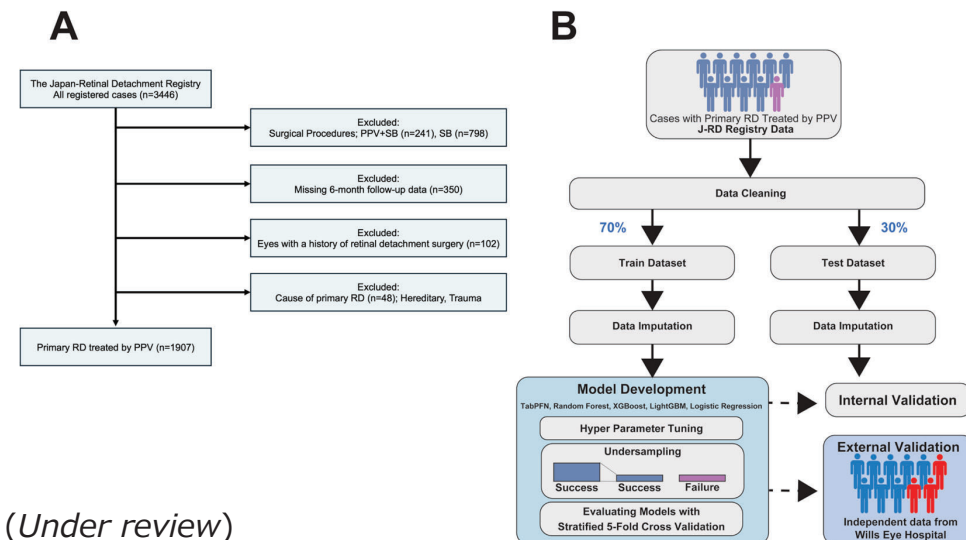 A
The Japan-Retinal Detachment Registry
All registered cases (n=3446)
Excluded:
Surgical Procedures; PPV+SB (n=241), SB (n=798)
Excluded:
Missing 6-month follow-up data (n=350)
Excluded:
Eyes with a history of retinal detachment surgery (n=102)
Excluded:
Cause of primary RD (n=48); Hereditary, Trauma
Primary RD treated by PPV (n=1907)
(Under review)
B
Cases with Primary RD Treated by PPV
J-RD Registry Data
Data Cleaning
70%
30%
Train Dataset
Test Dataset
Data Imputation
Data Imputation
Model Development
TabPFN, Random Forest, XGBoost, LightGBM, Logistic Regression
Hyper Parameter Tuning
Undersampling
Success
Success
Failure
Evaluating Models with
Stratified 5-Fold Cross Validation
Internal Validation
External Validation
Independent data from
Wills Eye Hospital